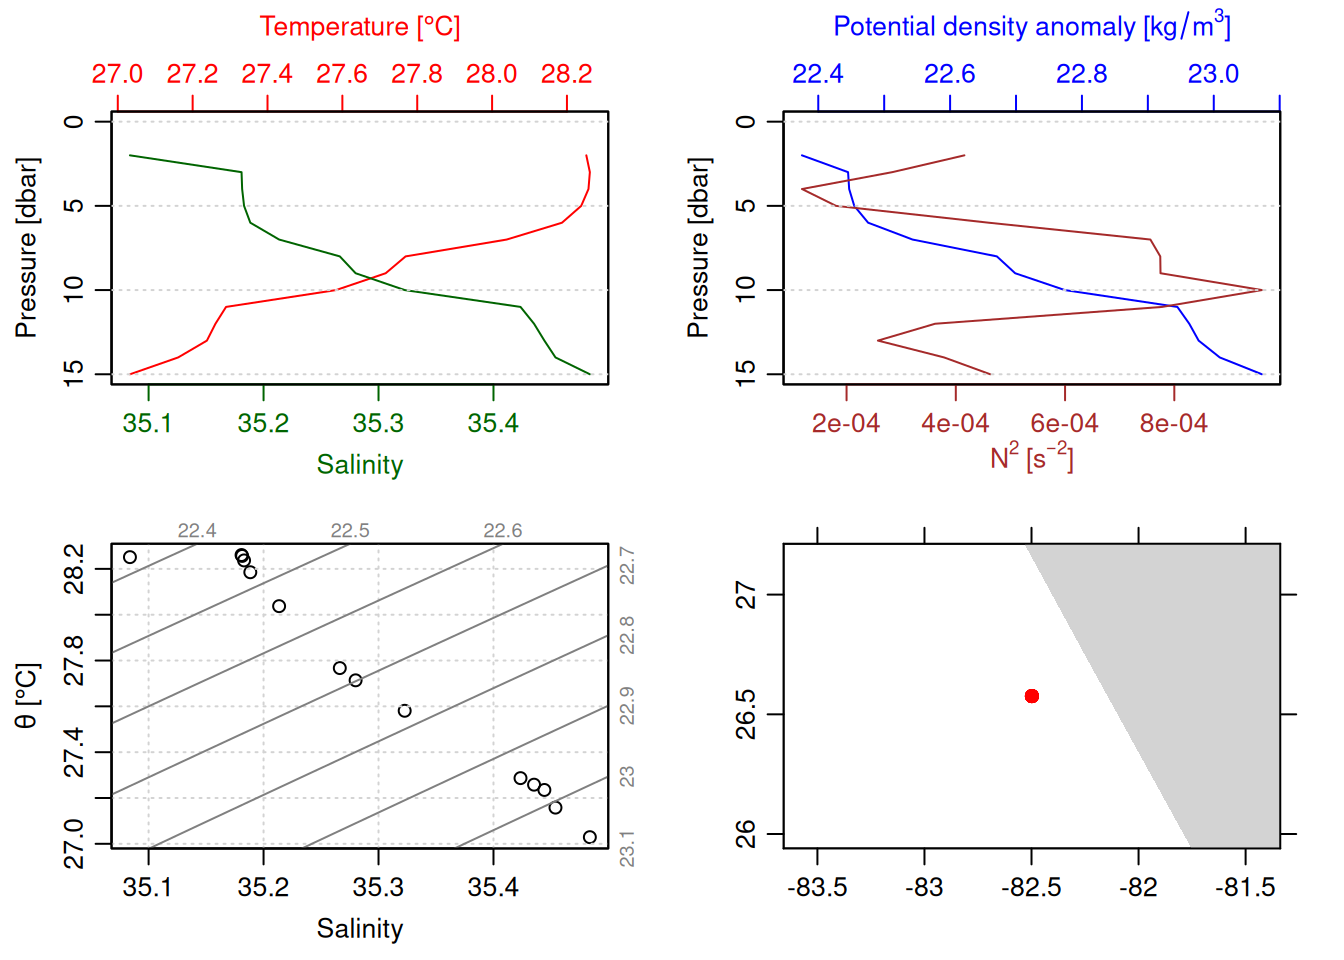 Temperature [°C]
27.0 27.2 27.4 27.6 27.8 28.0 28.2
Pressure [dbar]
0
5
10
15
35.1 35.2 35.3 35.4
Salinity
Potential density anomaly [kg/m³]
22.4 22.6 22.8 23.0
Pressure [dbar]
0
5
10
15
2e-04 4e-04 6e-04 8e-04
N² [s⁻²]
22.4 22.5 22.6
22.7
22.8
22.9
23
23.1
θ [°C]
28.2
27.8
27.4
27.0
35.1 35.2 35.3 35.4
Salinity
27
26.5
26
-83.5 -83 -82.5 -82 -81.5